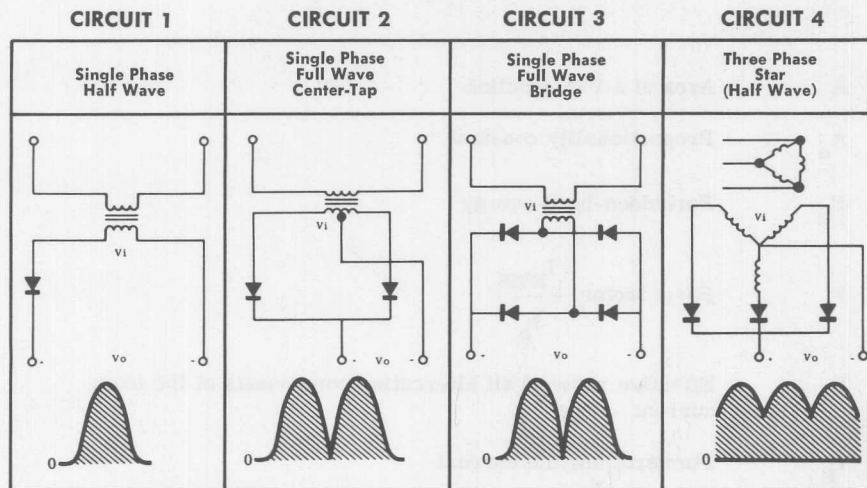 CIRCUIT 1
CIRCUIT 2
CIRCUIT 3
CIRCUIT 4
Single Phase
Half Wave
Single Phase
Full Wave
Center-Tap
Single Phase
Full Wave
Bridge
Three Phase
Star
(Half Wave)
Vi
Vi
Vi
Vi
Vo
Vo
Vo
Vo
0
0
0
0